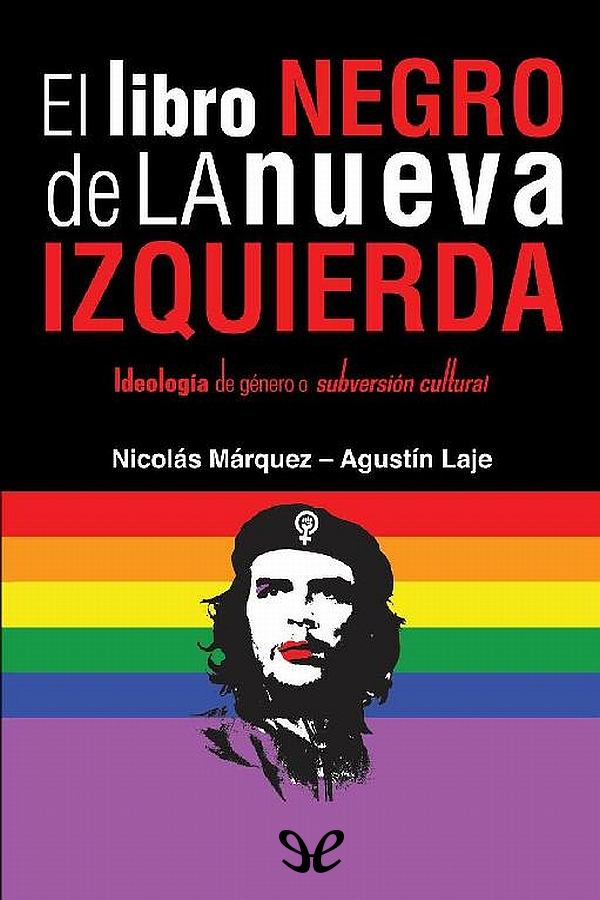 El libro NEGRO
de LA nueva
IZQUIERDA
Ideología de género o subversión cultural
Nicolás Márquez – Agustín Laje